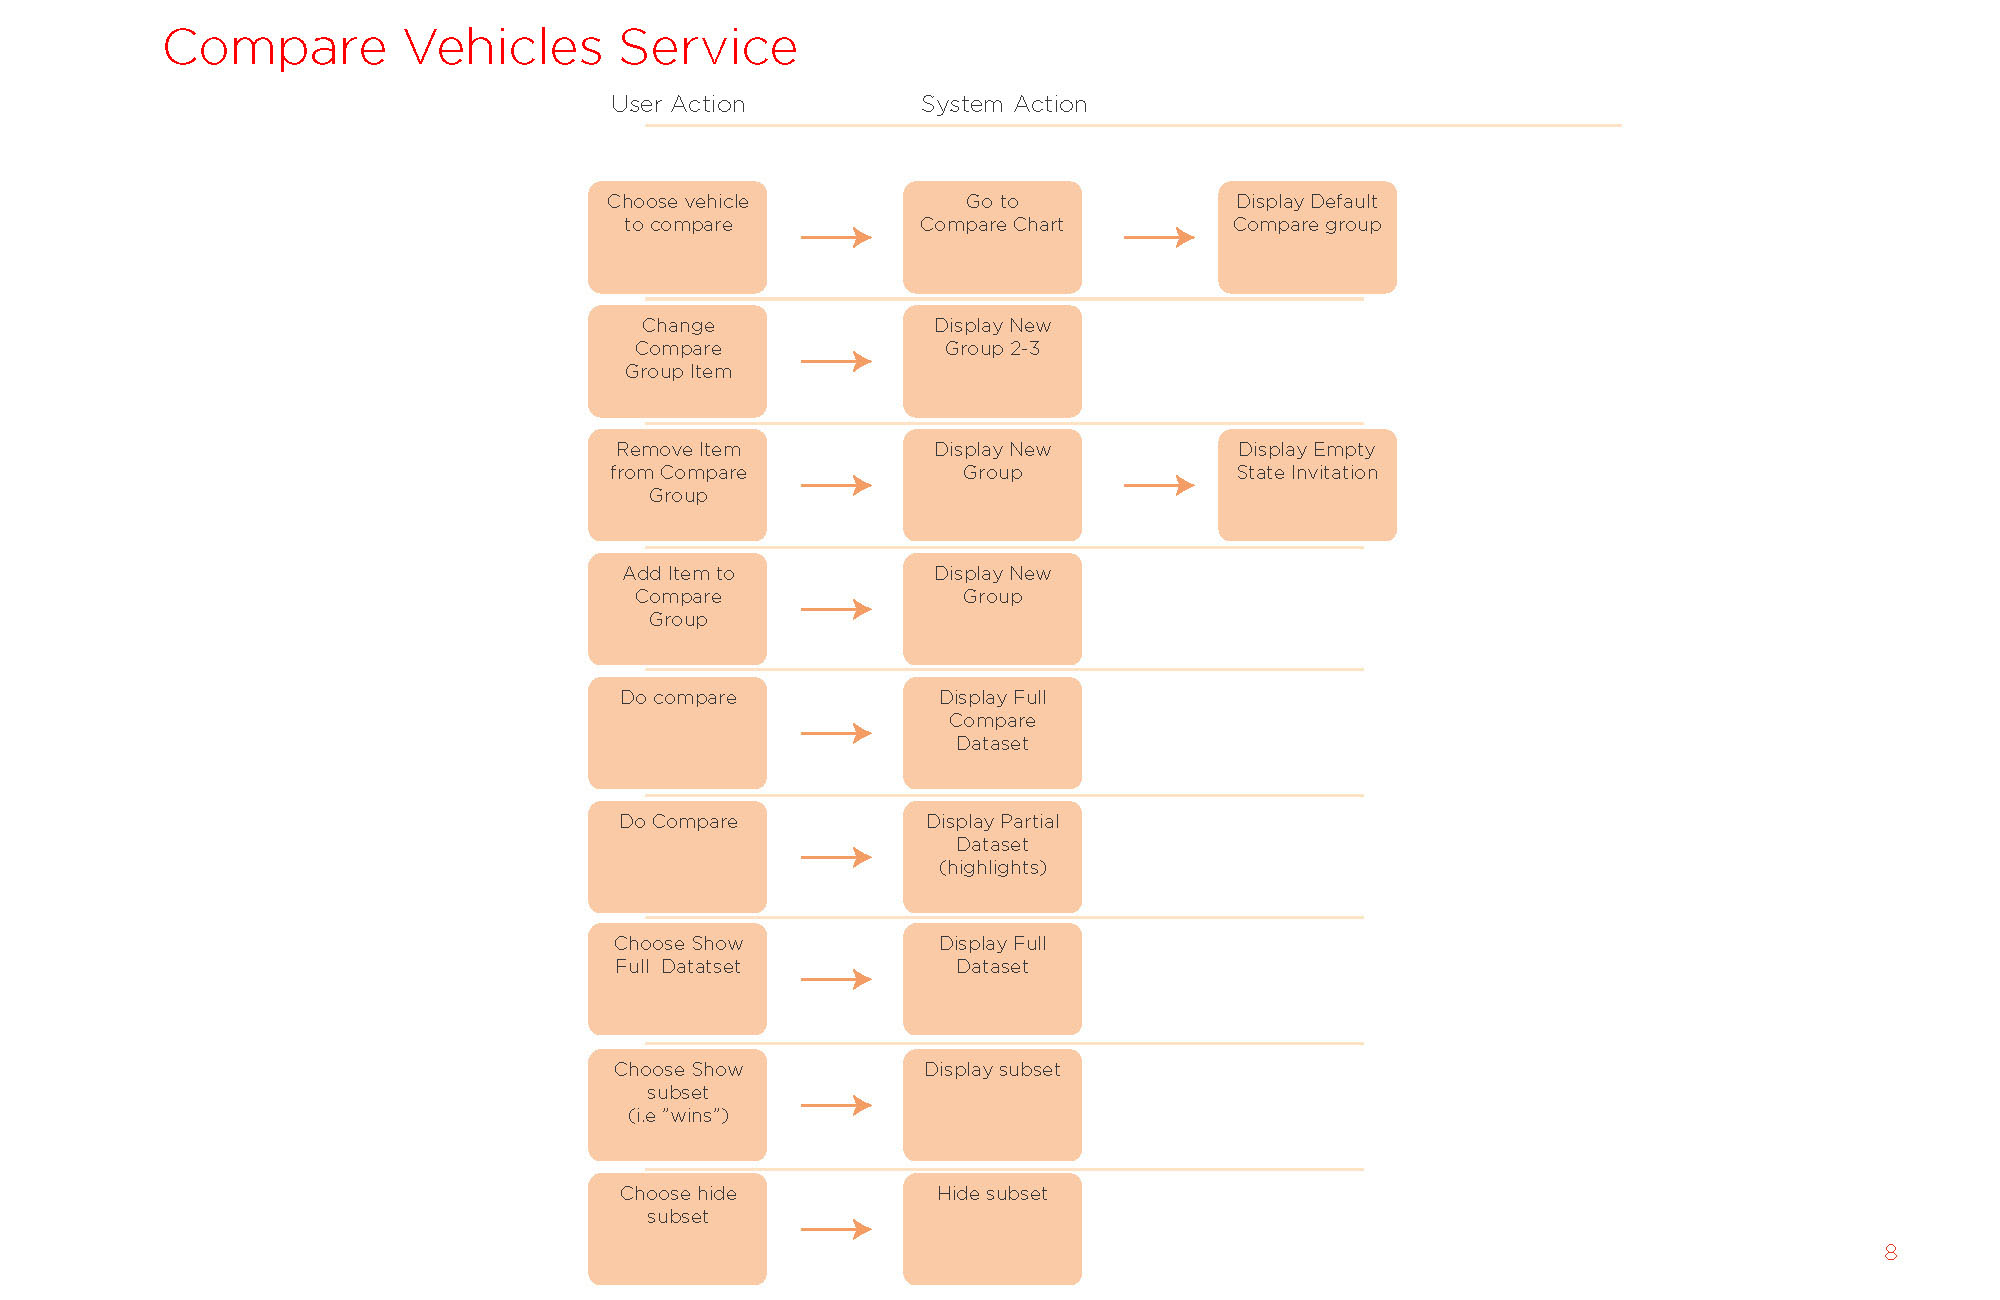 Compare Vehicles Service
User Action
System Action
Choose vehicle
to compare
Go to
Compare Chart
Display Default
Compare group
Change
Compare
Group Item
Display New
Group 2-3
Remove Item
from Compare
Group
Display New
Group
Display Empty
State Invitation
Add Item to
Compare
Group
Display New
Group
Do compare
Display Full
Compare
Dataset
Do Compare
Display Partial
Dataset
(highlights)
Choose Show
Full  Datatset
Display Full
Dataset
Choose Show
subset
(i.e ”wins”)
Display subset
Choose hide
subset
Hide subset
8